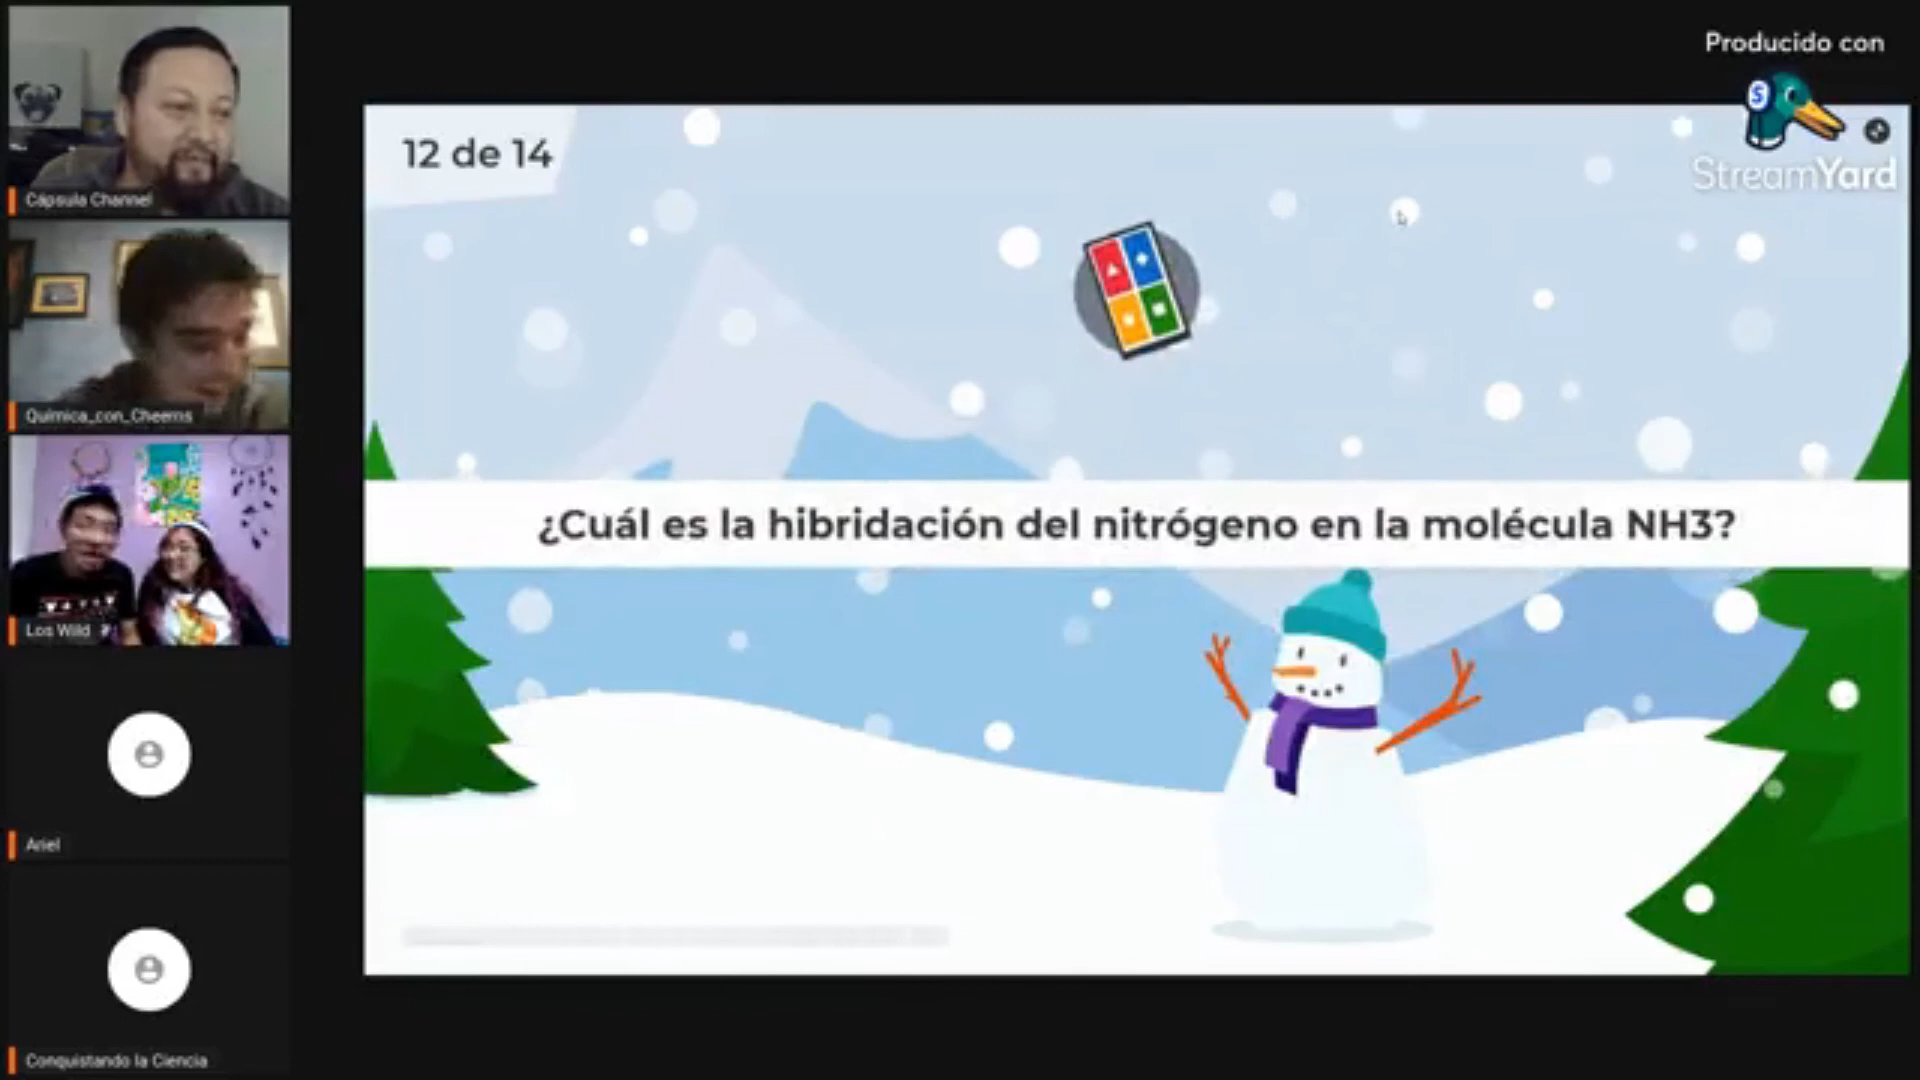 Producido con
StreamYard
12 de 14
¿Cuál es la hibridación del nitrógeno en la molécula NH3?
Cápsula Channel
Química_con_Cheems
Los Wild
Ariel
Conquistando la Ciencia